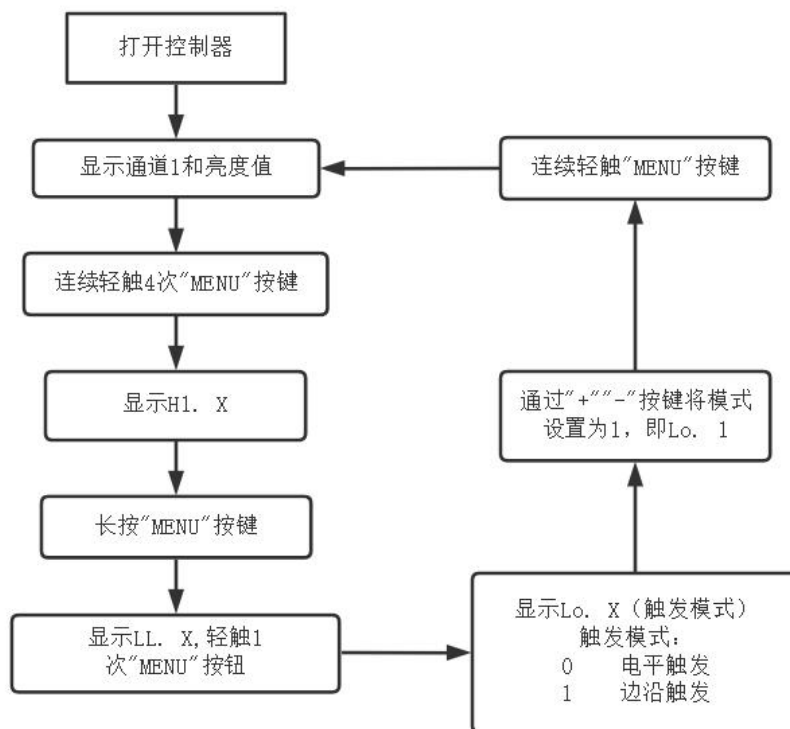 打开控制器
显示通道1和亮度值
连续轻触4次"MENU"按键
显示H1. X
长按"MENU"按键
显示LL. X,轻触1
次"MENU"按钮
显示Lo. X（触发模式）
触发模式：
0 电平触发
1 边沿触发
通过"+""-"按键将模式
设置为1，即Lo. 1
连续轻触"MENU"按键